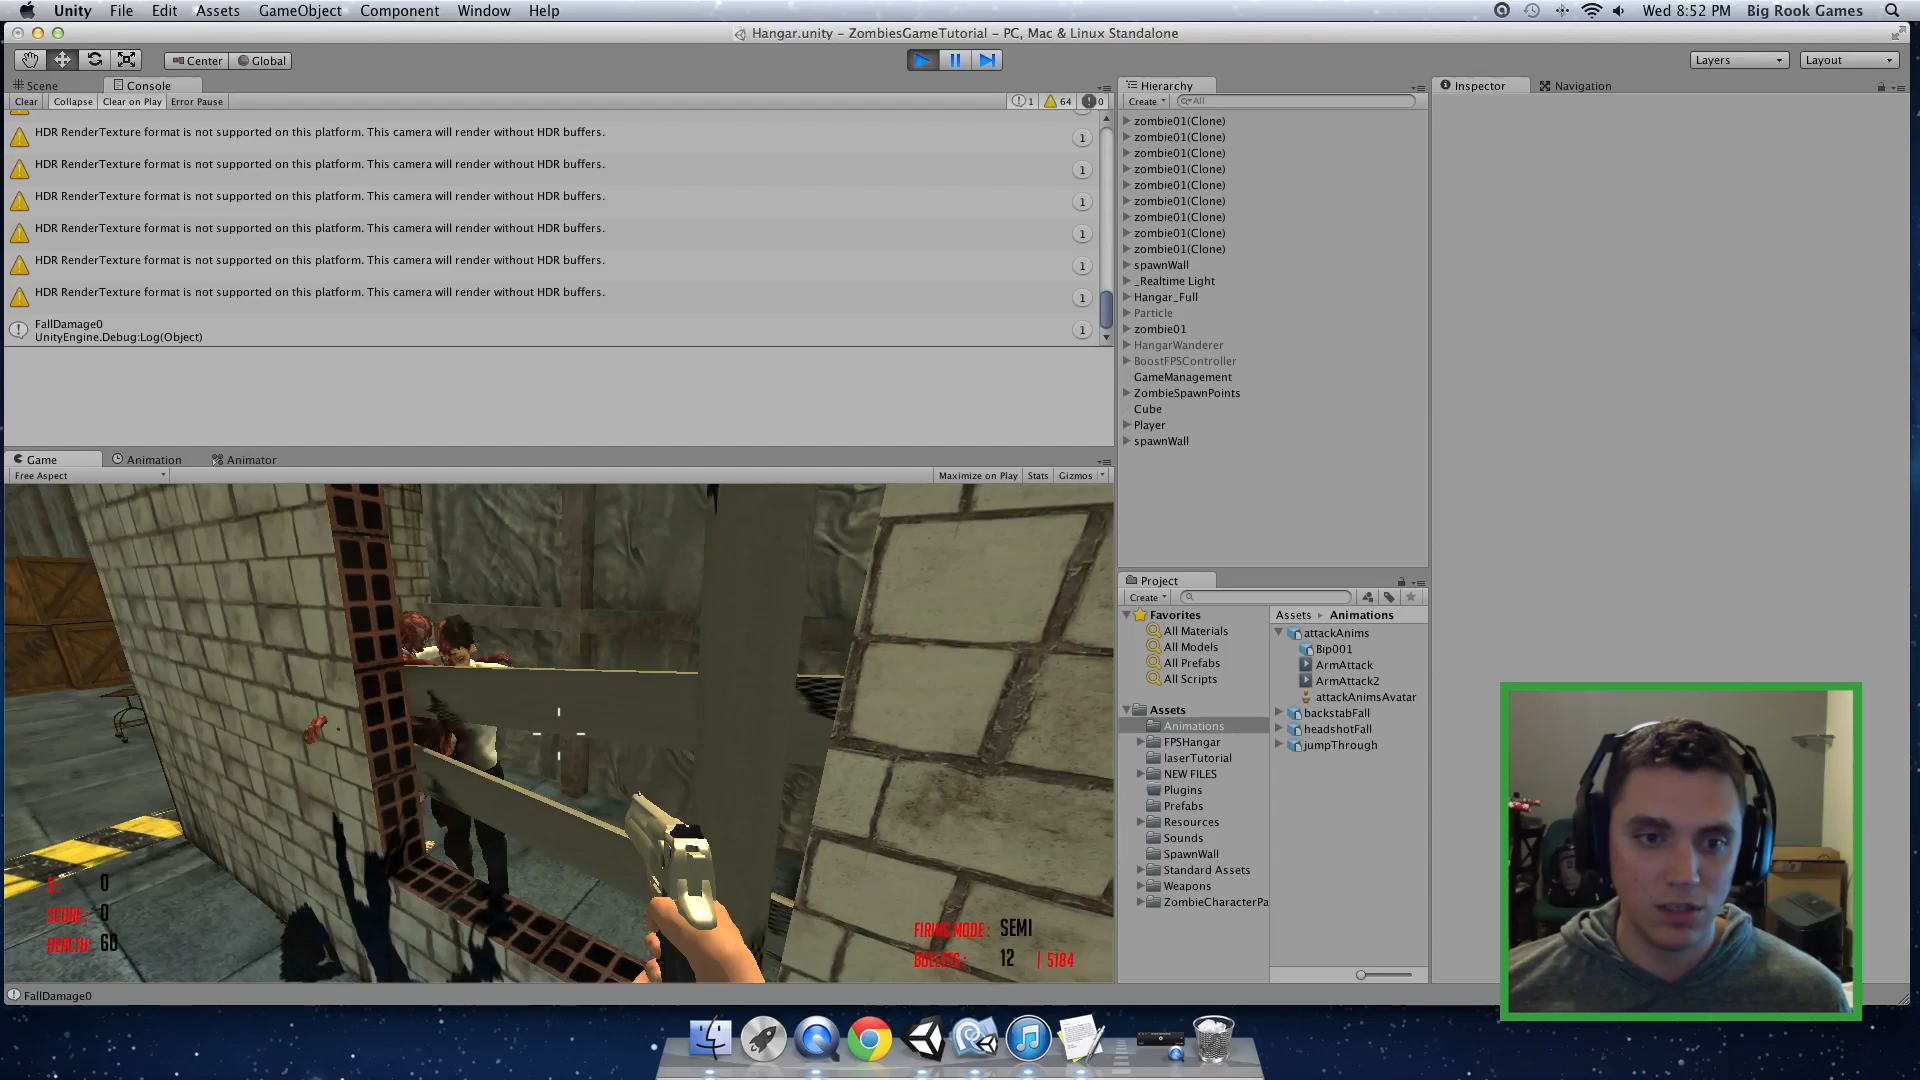 Unity File Edit Assets GameObject Component Window Help
Wed 8:52 PM Big Rook Games
Hangar.unity – ZombiesGameTutorial – PC, Mac & Linux Standalone
Center Global
Layers Layout
Scene Console
Clear Collapse Clear on Play Error Pause
1 64 0
HDR RenderTexture format is not supported on this platform. This camera will render without HDR buffers. 1
HDR RenderTexture format is not supported on this platform. This camera will render without HDR buffers. 1
HDR RenderTexture format is not supported on this platform. This camera will render without HDR buffers. 1
HDR RenderTexture format is not supported on this platform. This camera will render without HDR buffers. 1
HDR RenderTexture format is not supported on this platform. This camera will render without HDR buffers. 1
HDR RenderTexture format is not supported on this platform. This camera will render without HDR buffers. 1
FallDamage0
UnityEngine.Debug:Log(Object) 1
Game Animation Animator
Free Aspect
Maximize on Play Stats Gizmos
S: 0
SCORE: 0
HEALTH: 60
FIRING MODE: SEMI
BULLETS: 12 | 5184
FallDamage0
Hierarchy
Create All
zombie01(Clone)
zombie01(Clone)
zombie01(Clone)
zombie01(Clone)
zombie01(Clone)
zombie01(Clone)
zombie01(Clone)
zombie01(Clone)
zombie01(Clone)
spawnWall
_Realtime Light
Hangar_Full
Particle
zombie01
HangarWanderer
BoostFPSController
GameManagement
ZombieSpawnPoints
Cube
Player
spawnWall
Project
Create
Favorites
All Materials
All Models
All Prefabs
All Scripts
Assets
Animations
FPSHangar
laserTutorial
NEW FILES
Plugins
Prefabs
Resources
Sounds
SpawnWall
Standard Assets
Weapons
ZombieCharacterPa
Assets Animations
attackAnims
Bip001
ArmAttack
ArmAttack2
attackAnimsAvatar
backstabFall
headshotFall
jumpThrough
Inspector Navigation